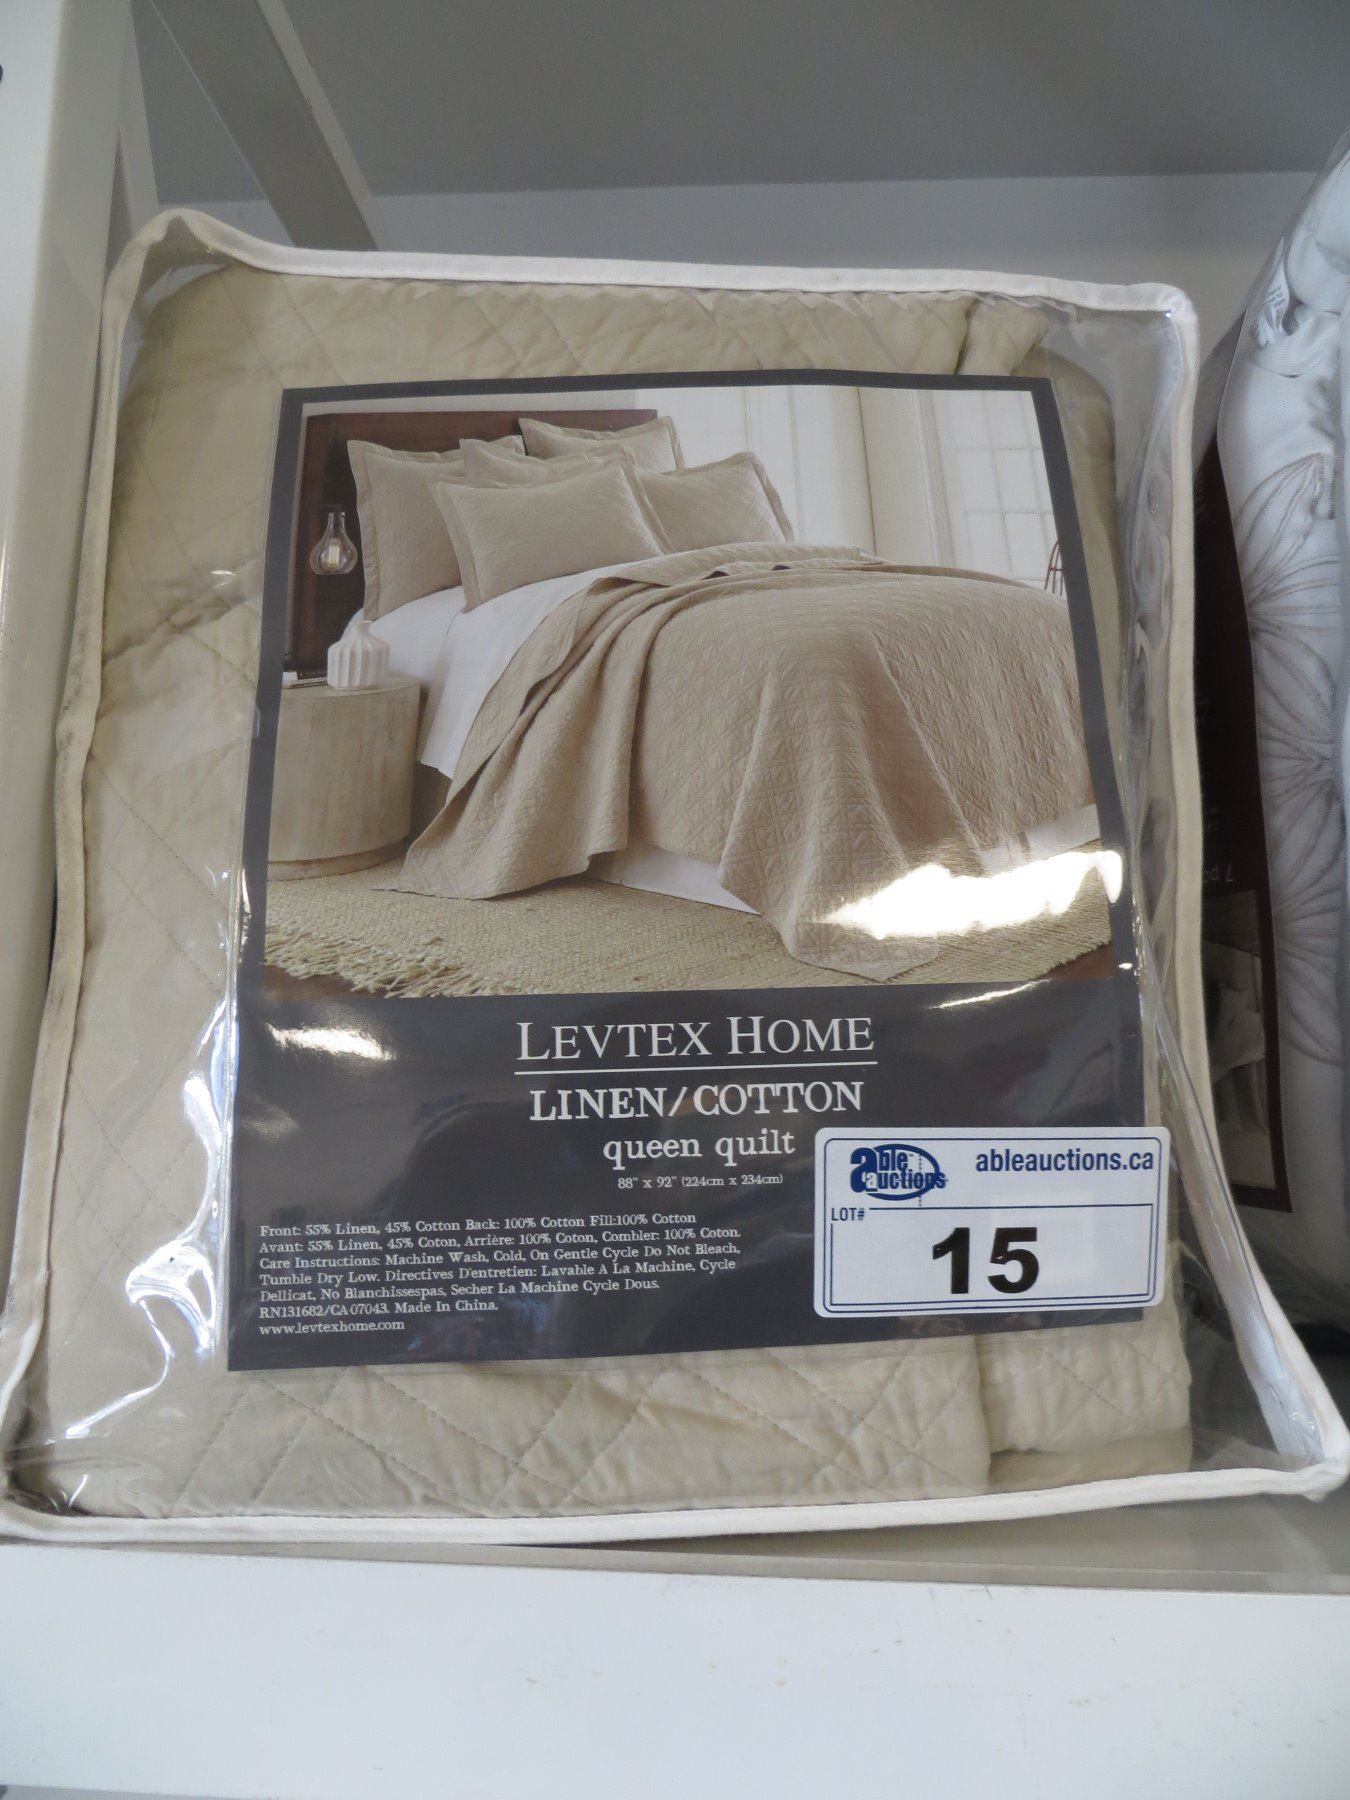 LEVTEX HOME
LINEN/COTTON
queen quilt
88" x 92" (224cm x 234cm)
Front: 55% Linen, 45% Cotton Back: 100% Cotton Fill:100% Cotton
Avant: 55% Linen, 45% Coton, Arrière: 100% Coton, Combler: 100% Coton.
Care Instructions: Machine Wash, Cold, On Gentle Cycle Do Not Bleach,
Tumble Dry Low. Directives D'entretien: Lavable A La Machine, Cycle
Dellicat, No Blanchissespas, Secher La Machine Cycle Dous.
RN131682/CA07043. Made In China.
www.levtexhome.com
able auctions
ableauctions.ca
LOT#
15